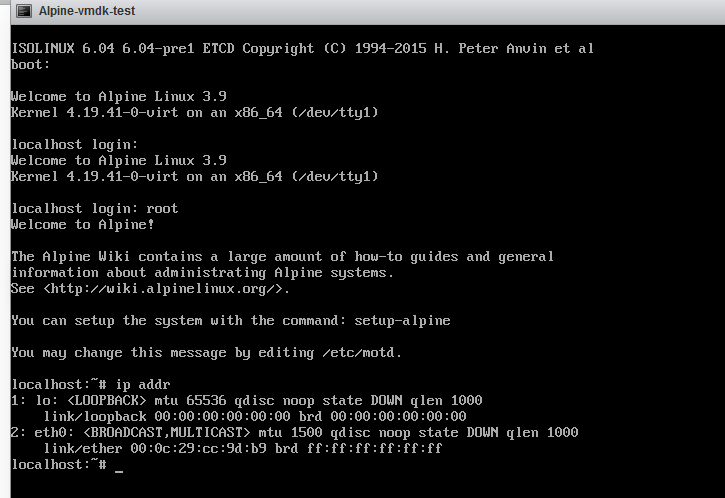 Alpine-vmdk-test
ISOLINUX 6.04 6.04-pre1 ETCD Copyright (C) 1994-2015 H. Peter Anvin et al
boot:
Welcome to Alpine Linux 3.9
Kernel 4.19.41-0-virt on an x86_64 (/dev/tty1)
localhost login:
Welcome to Alpine Linux 3.9
Kernel 4.19.41-0-virt on an x86_64 (/dev/tty1)
localhost login: root
Welcome to Alpine!
The Alpine Wiki contains a large amount of how-to guides and general
information about administrating Alpine systems.
See <http://wiki.alpinelinux.org/>.
You can setup the system with the command: setup-alpine
You may change this message by editing /etc/motd.
localhost:~# ip addr
1: lo: <LOOPBACK> mtu 65536 qdisc noop state DOWN qlen 1000
    link/loopback 00:00:00:00:00:00 brd 00:00:00:00:00:00
2: eth0: <BROADCAST,MULTICAST> mtu 1500 qdisc noop state DOWN qlen 1000
    link/ether 00:0c:29:cc:9d:b9 brd ff:ff:ff:ff:ff:ff
localhost:~# _